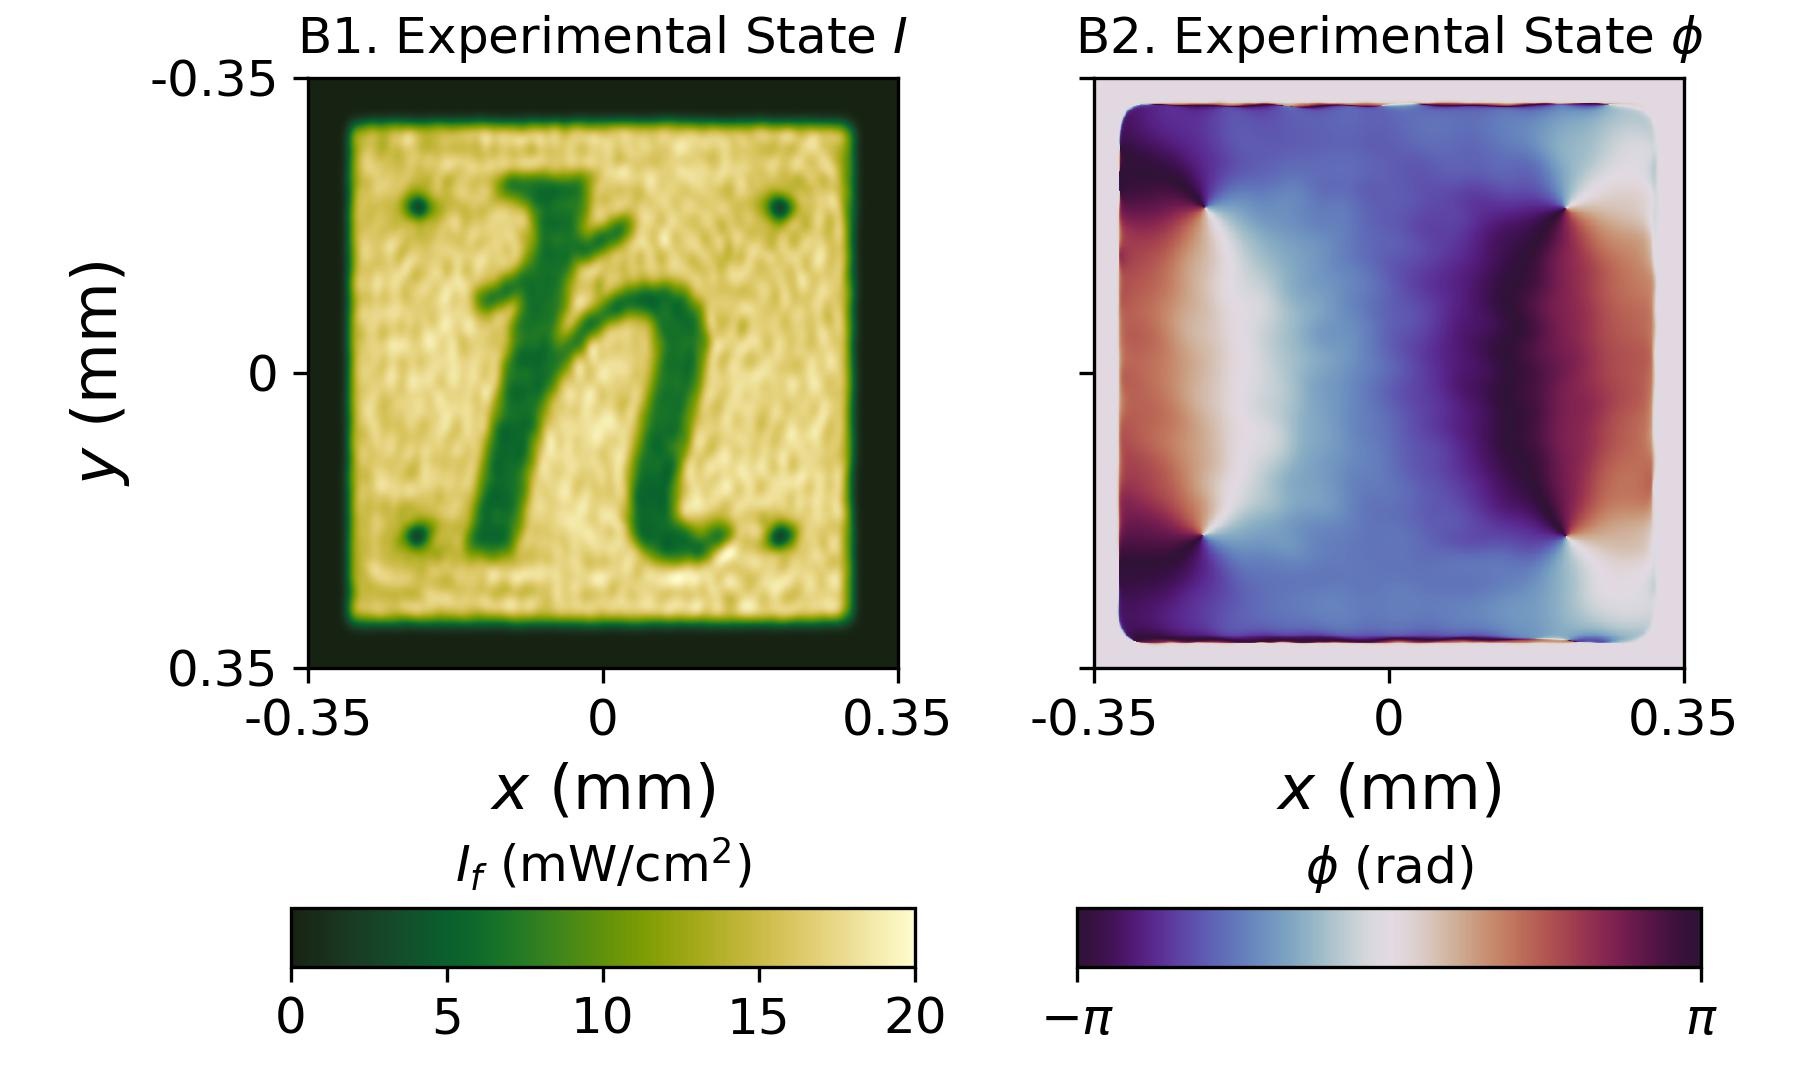 B1. Experimental State I
B2. Experimental State ϕ
-0.35
0
0.35
y (mm)
ħ
-0.35 0 0.35
-0.35 0 0.35
x (mm)
x (mm)
I_f (mW/cm²)
ϕ (rad)
0 5 10 15 20
−π π